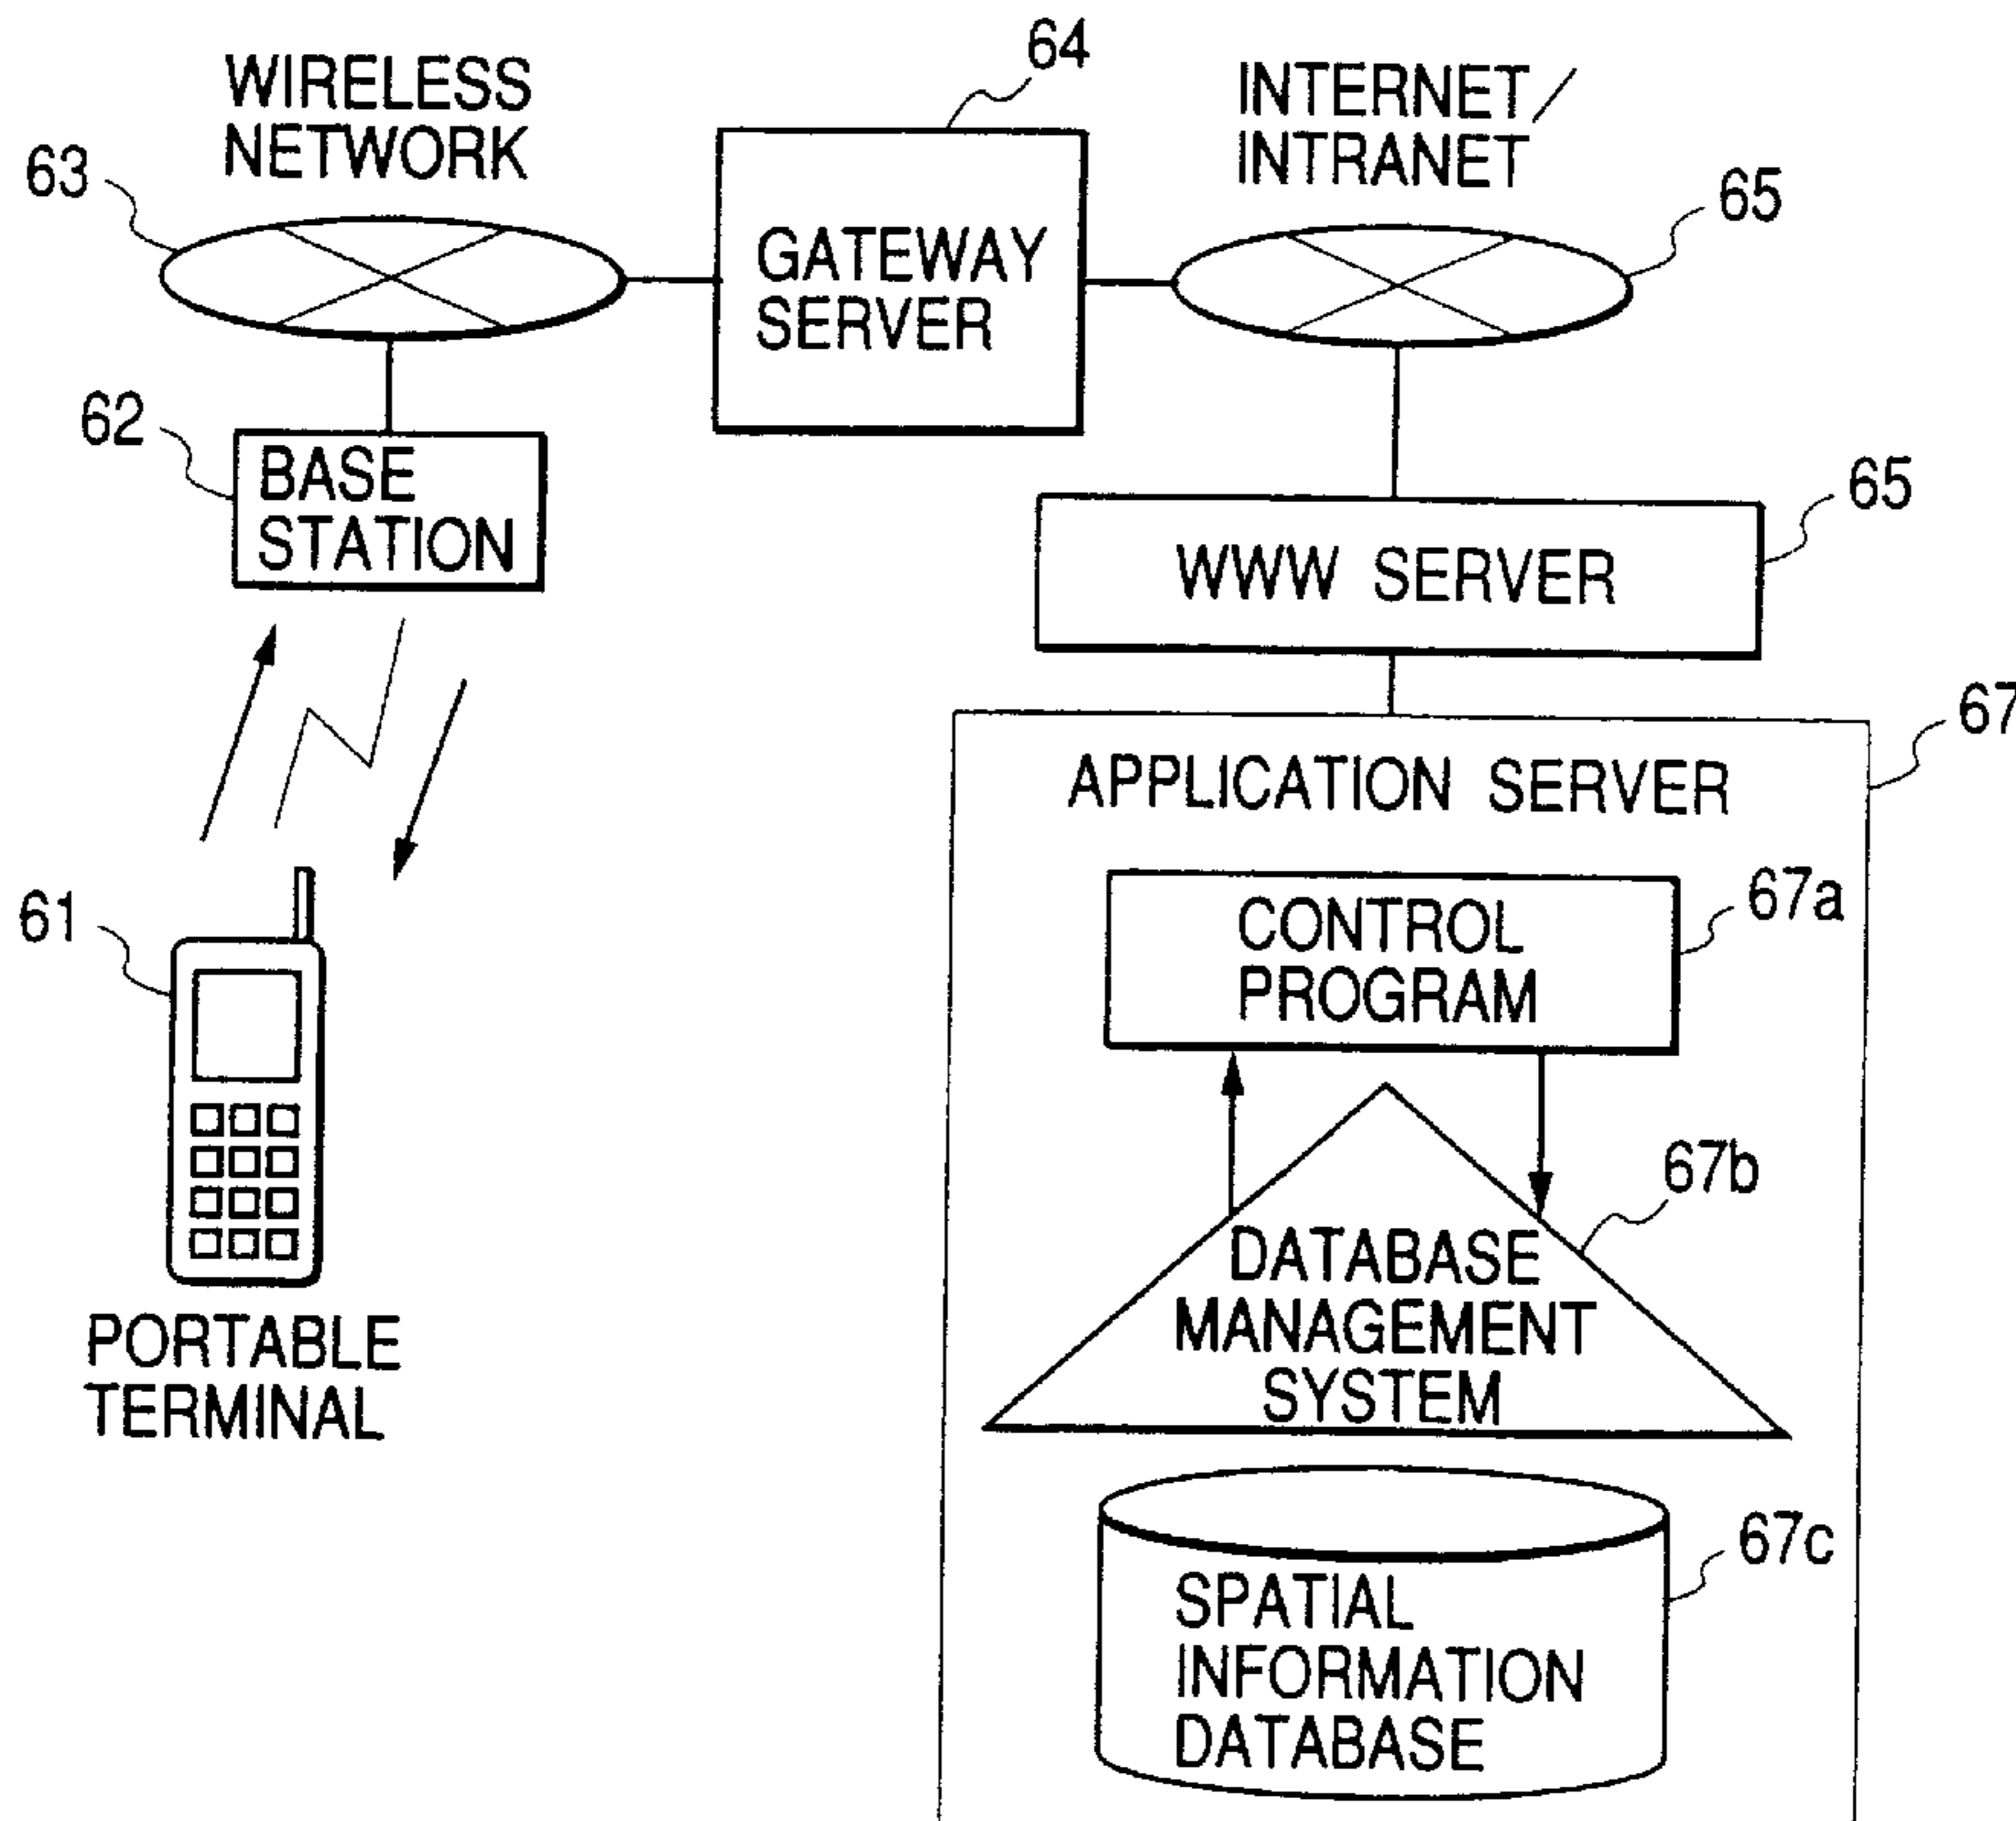 64
WIRELESS
NETWORK
INTERNET/
INTRANET
63
65
GATEWAY
SERVER
62
BASE
STATION
65
WWW SERVER
67
APPLICATION SERVER
61
67a
CONTROL
PROGRAM
67b
DATABASE
MANAGEMENT
SYSTEM
PORTABLE
TERMINAL
67c
SPATIAL
INFORMATION
DATABASE